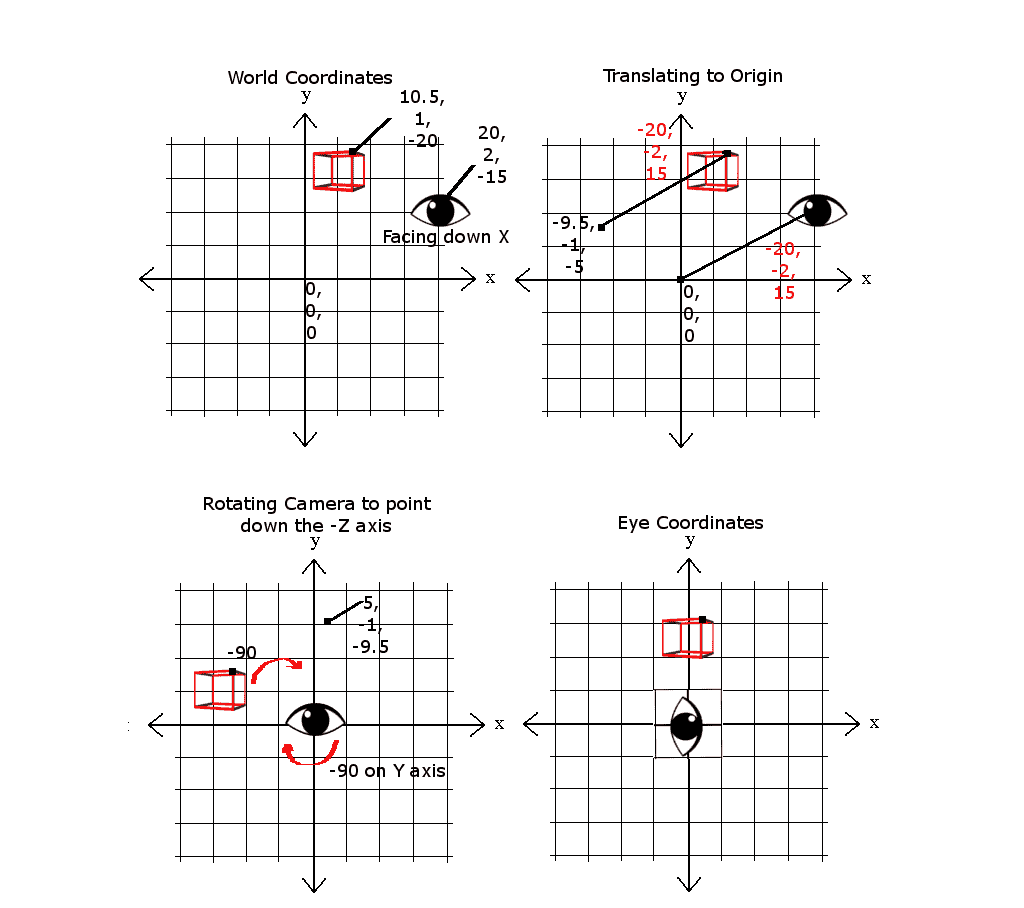 World Coordinates
y
10.5,
1,
-20
20,
2,
-15
Facing down X
x
0,
0,
0
Translating to Origin
y
-20,
-2,
15
-9.5,
-1,
-5
-20,
-2,
15
x
0,
0,
0
Rotating Camera to point
down the -Z axis
y
-5,
-1,
-9.5
-90
x
-90 on Y axis
Eye Coordinates
y
x